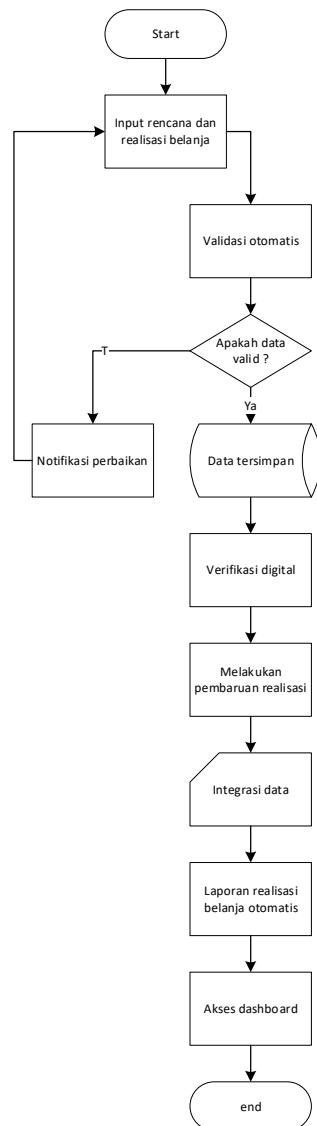 Start
Input rencana dan
realisasi belanja
Validasi otomatis
Apakah data
valid ?
T
Ya
Notifikasi perbaikan
Data tersimpan
Verifikasi digital
Melakukan
pembaruan realisasi
Integrasi data
Laporan realisasi
belanja otomatis
Akses dashboard
end